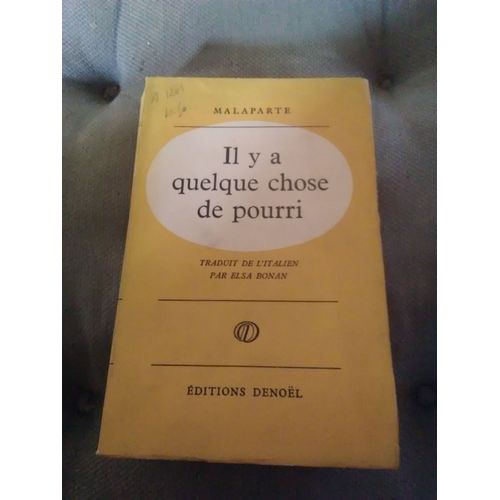 MALAPARTE
Il y a
quelque chose
de pourri
TRADUIT DE L'ITALIEN
PAR ELSA BONAN
ÉDITIONS DENOËL